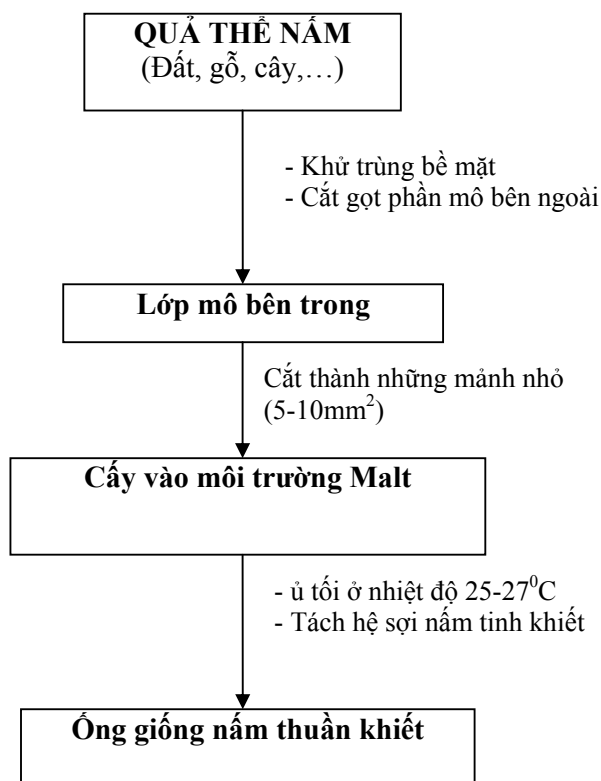 QUẢ THỂ NẤM
(Đất, gỗ, cây,…)
- Khử trùng bề mặt
- Cắt gọt phần mô bên ngoài
Lớp mô bên trong
Cắt thành những mảnh nhỏ
(5-10mm²)
Cấy vào môi trường Malt
- ủ tối ở nhiệt độ 25-27⁰C
- Tách hệ sợi nấm tinh khiết
Ống giống nấm thuần khiết